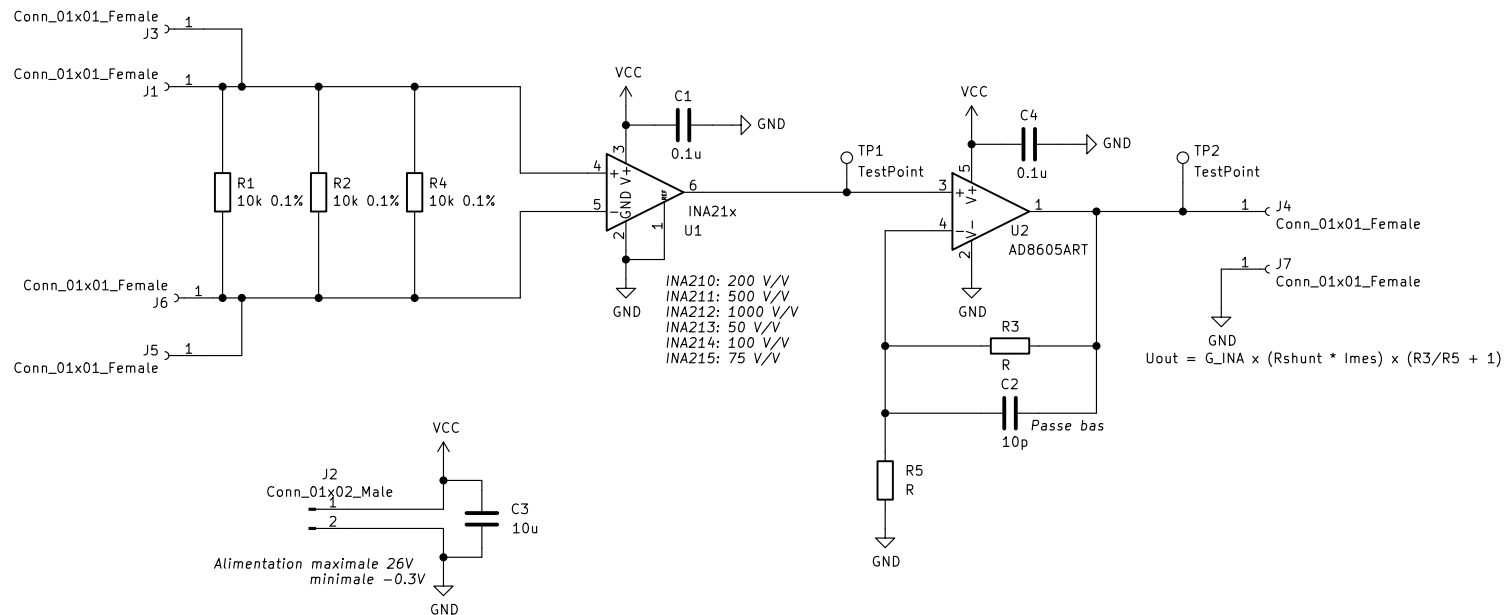 Conn_01x01_Female
J3
1
Conn_01x01_Female
J1
1
R1
10k 0.1%
R2
10k 0.1%
R4
10k 0.1%
Conn_01x01_Female
J6
1
J5
1
Conn_01x01_Female
VCC
C1
0.1u
GND
3
V+
4
+
5
-
GND
2
REF
1
6
INA21x
U1
GND
INA210: 200 V/V
INA211: 500 V/V
INA212: 1000 V/V
INA213: 50 V/V
INA214: 100 V/V
INA215: 75 V/V
TP1
TestPoint
VCC
C4
0.1u
GND
5
V+
3
+
4
-
V-
2
1
U2
AD8605ART
GND
TP2
TestPoint
1
J4
Conn_01x01_Female
1
J7
Conn_01x01_Female
GND
Uout = G_INA x (Rshunt * Imes) x (R3/R5 + 1)
R3
R
C2
10p
Passe bas
R5
R
GND
VCC
J2
Conn_01x02_Male
1
2
C3
10u
Alimentation maximale 26V
minimale -0.3V
GND